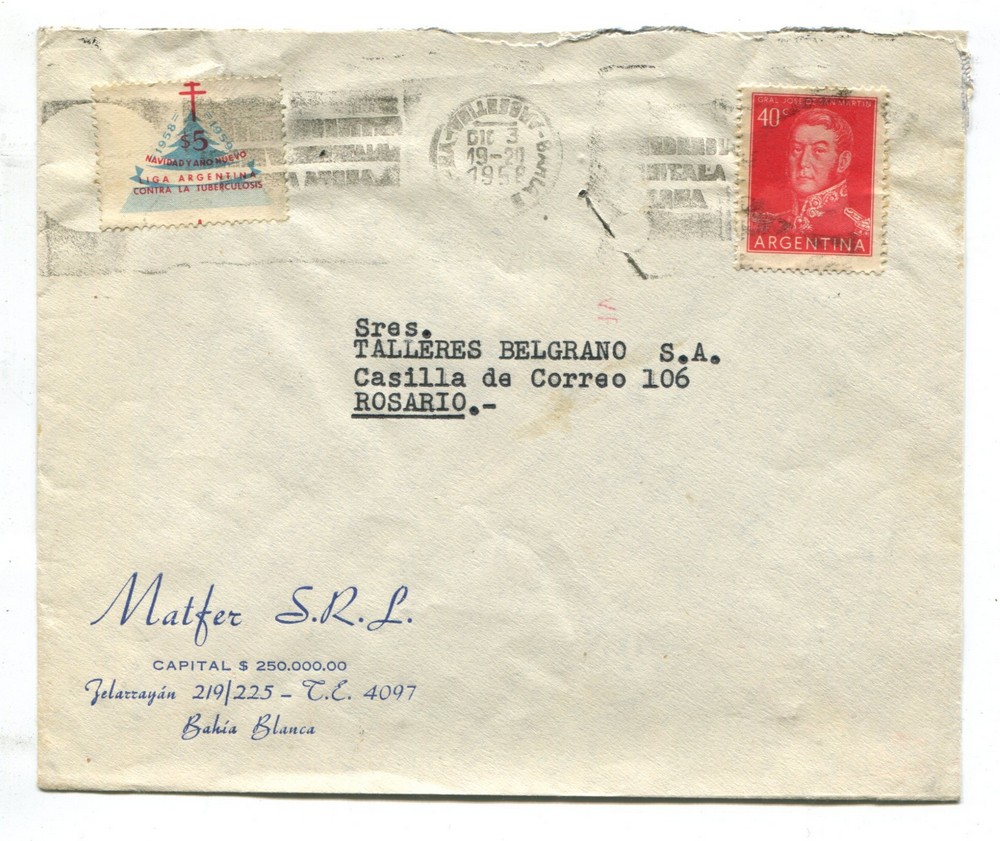 1958=1959
$5
NAVIDAD Y AÑO NUEVO
LIGA ARGENTINA
CONTRA LA TUBERCULOSIS
DIC 3
19-20
1958
GRAL. JOSE DE SAN MARTIN
40 c
ARGENTINA
Sres.
TALLERES BELGRANO S.A.
Casilla de Correo 106
ROSARIO.-
Matfer S.R.L.
CAPITAL $ 250.000.00
Zelarrayán 219/225 - T.E. 4097
Bahía Blanca